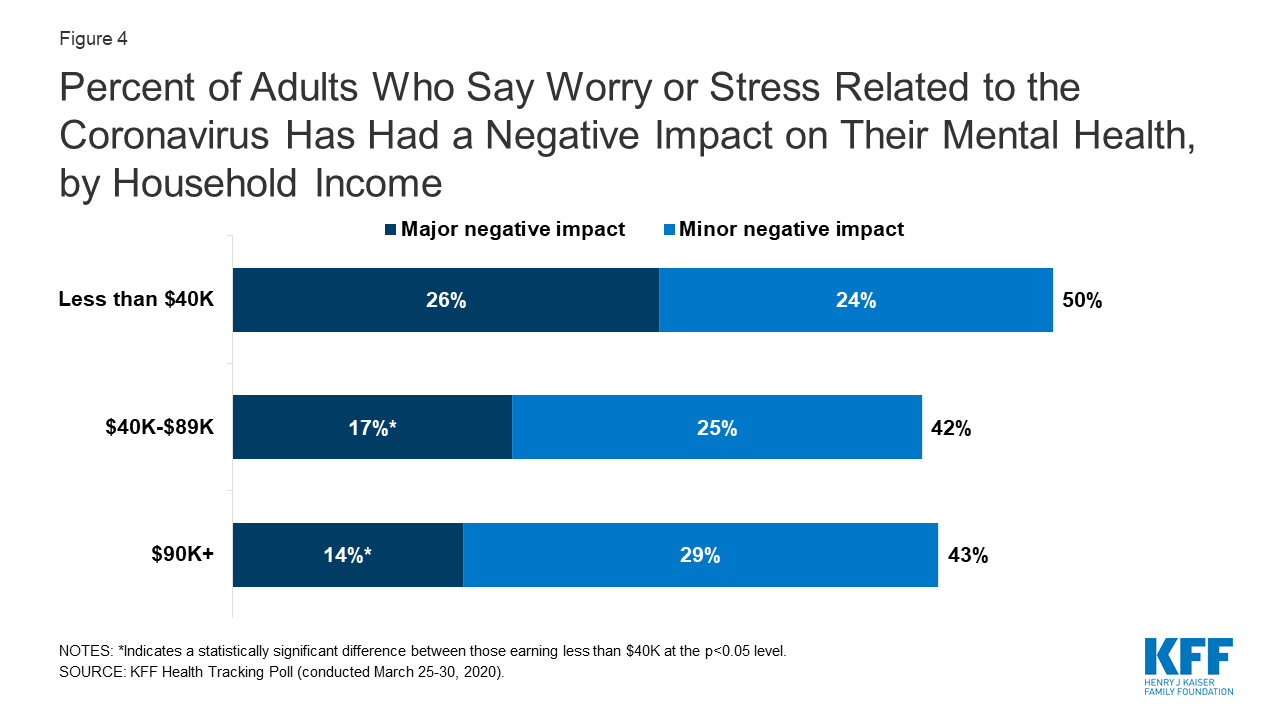 Figure 4
Percent of Adults Who Say Worry or Stress Related to the
Coronavirus Has Had a Negative Impact on Their Mental Health,
by Household Income
Major negative impact Minor negative impact
Less than $40K 26% 24% 50%
$40K-$89K 17%* 25% 42%
$90K+ 14%* 29% 43%
NOTES: *Indicates a statistically significant difference between those earning less than $40K at the p<0.05 level.
SOURCE: KFF Health Tracking Poll (conducted March 25-30, 2020).
KFF
HENRY J KAISER
FAMILY FOUNDATION